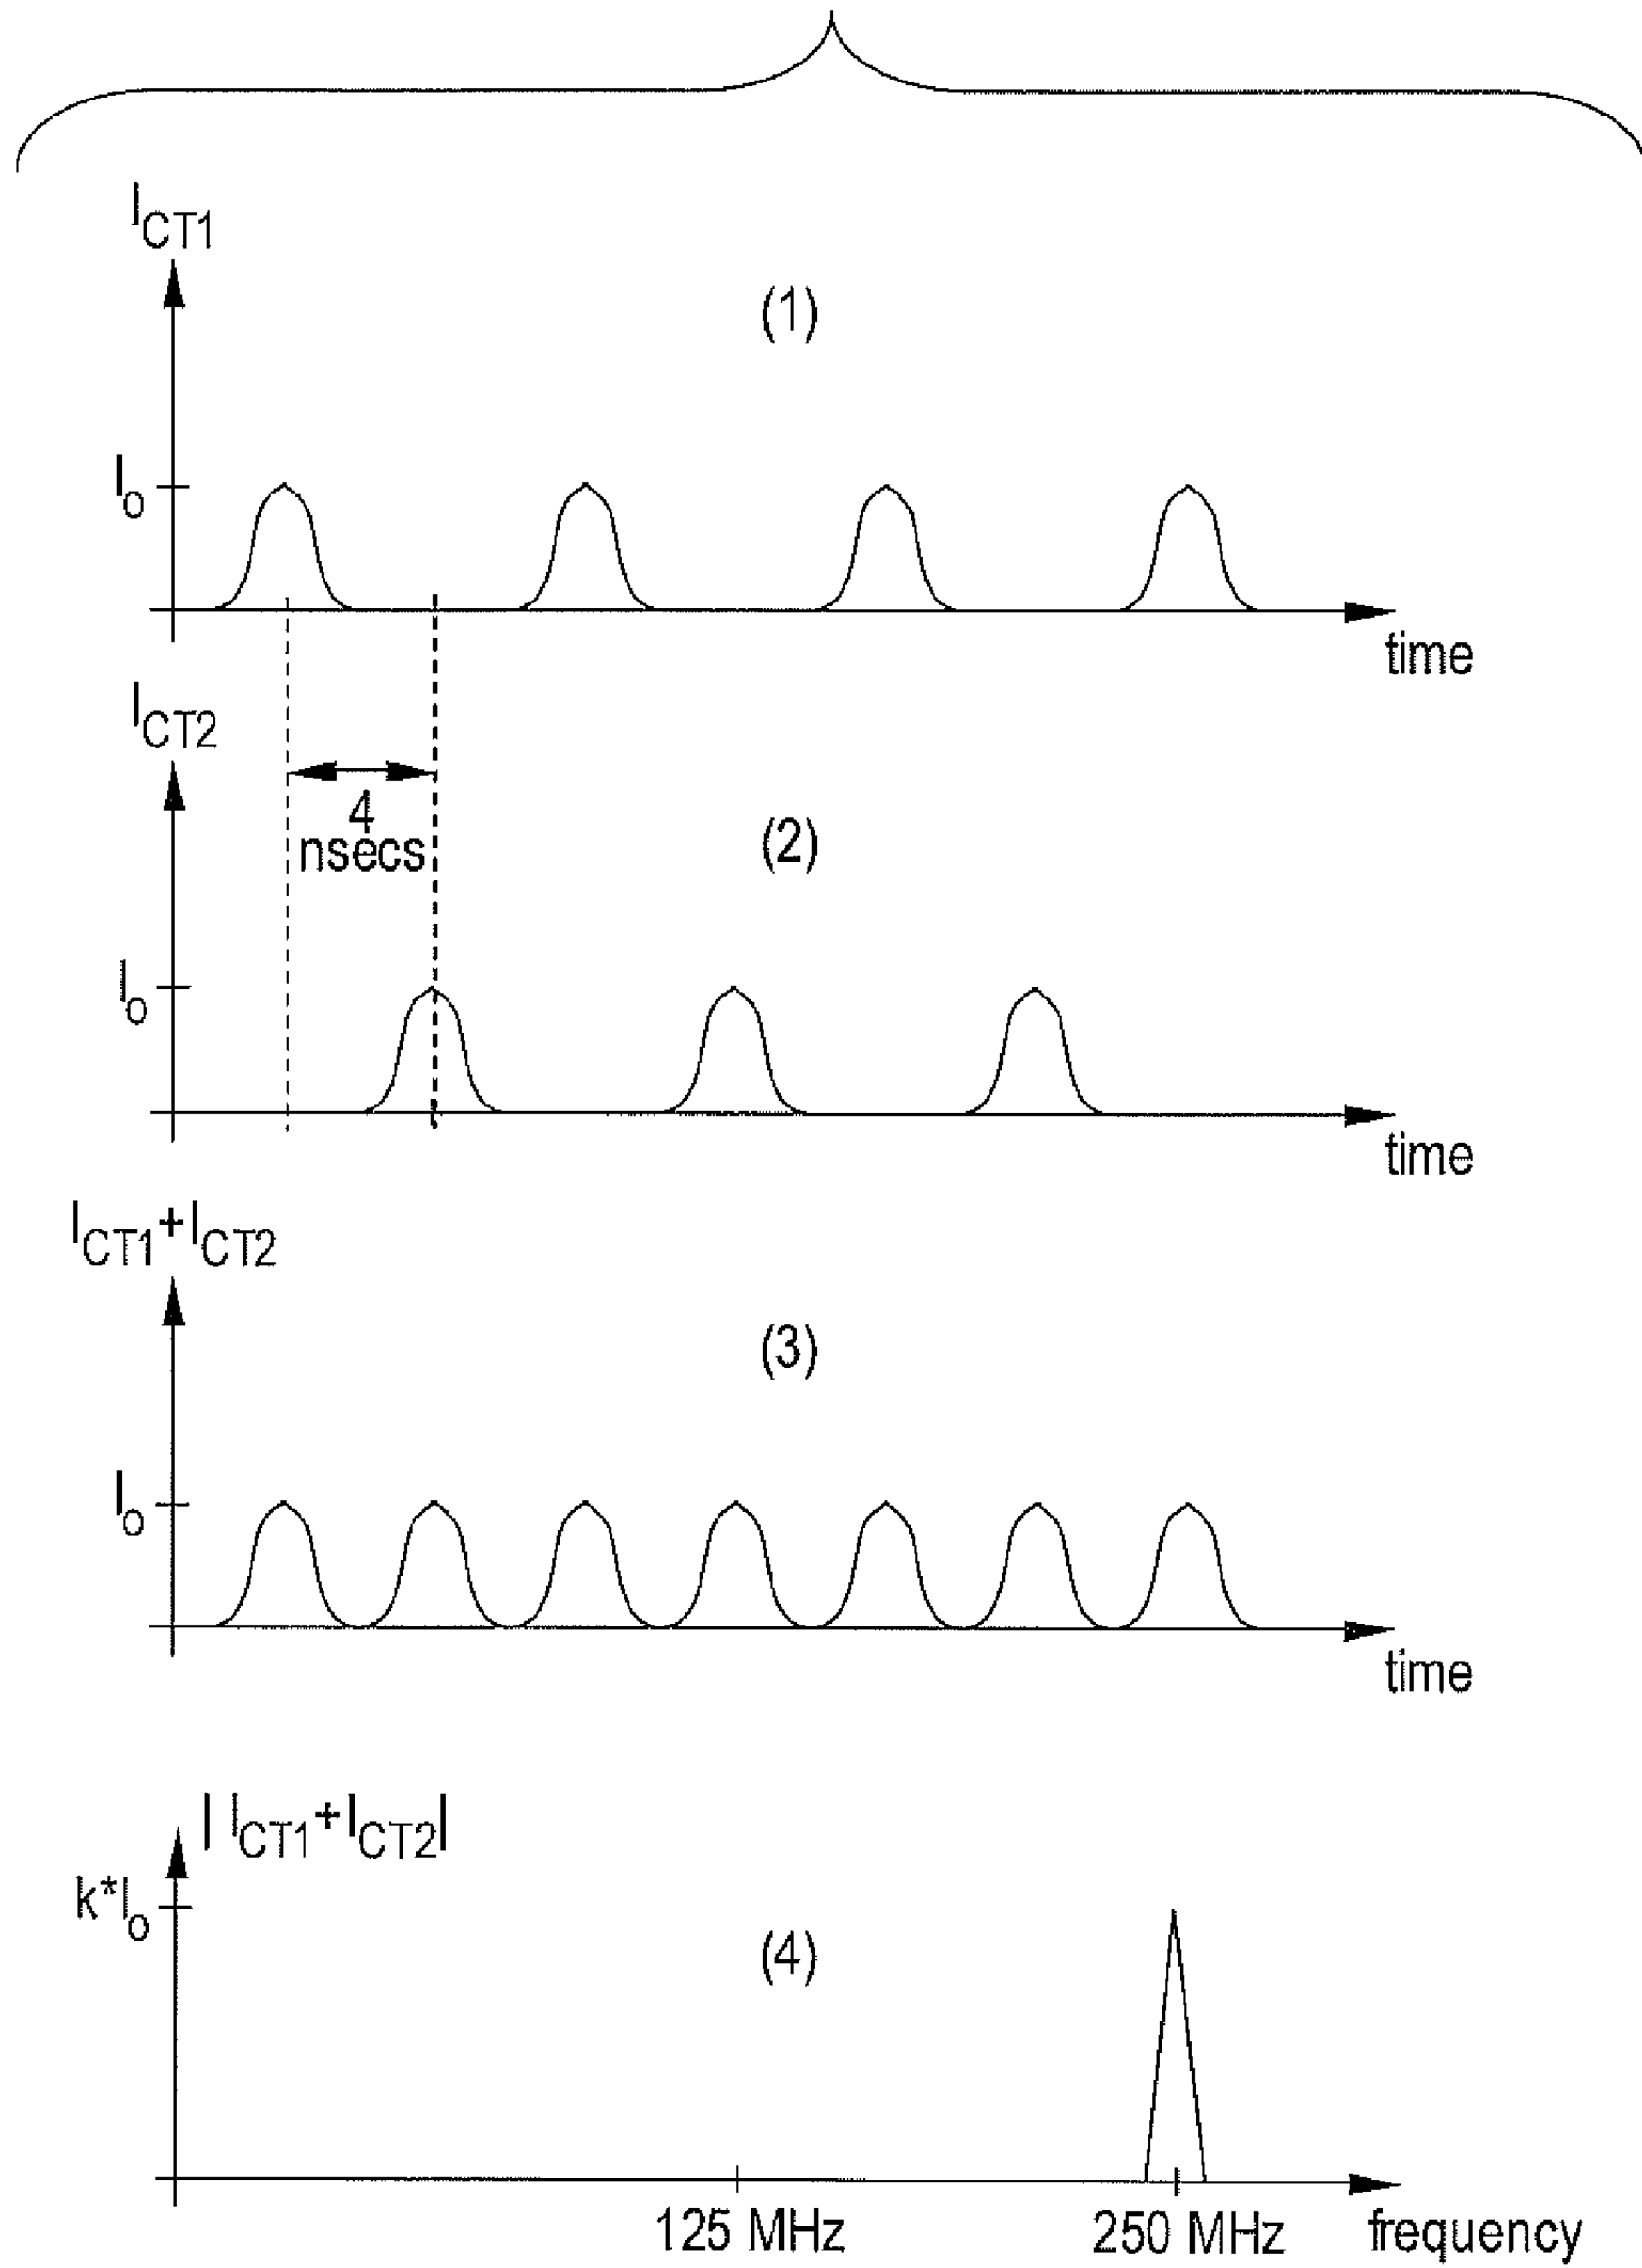 I_CT1
(1)
I_o
time
I_CT2
4
nsecs
(2)
I_o
time
I_CT1+I_CT2
(3)
I_o
time
| I_CT1+I_CT2|
k*I_o
(4)
125 MHz
250 MHz
frequency